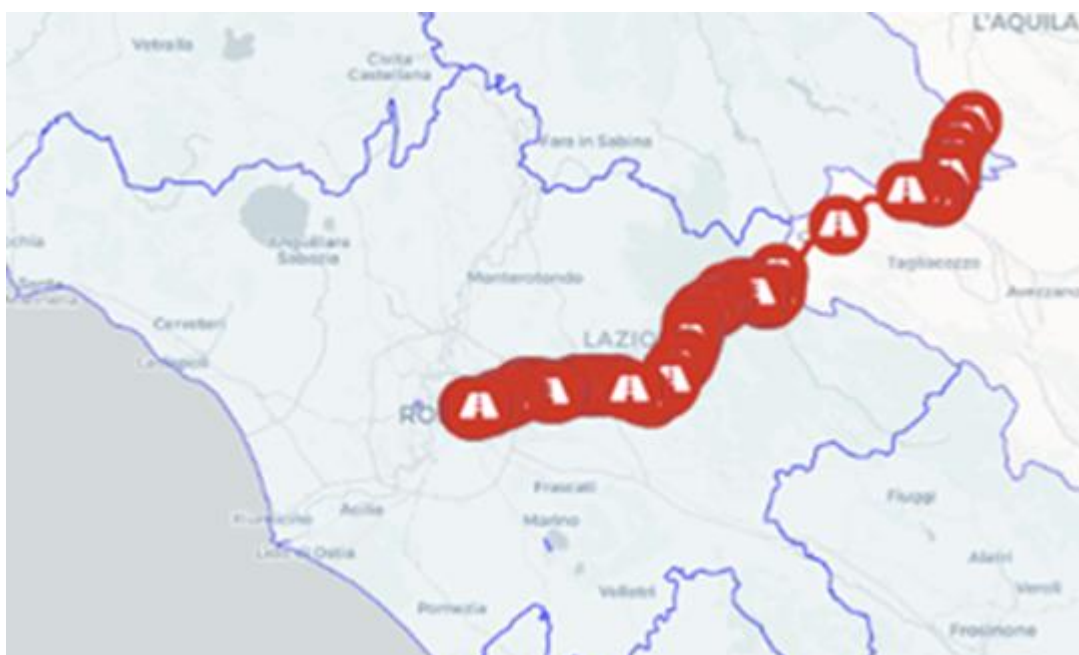 L'AQUILA
Vetralla
Civita
Castellana
Fara in Sabina
Anguillara
Sabazia
Monterotondo
Tagliacozzo
Avezzano
Cerveteri
LAZIO
Ladispoli
RO
Frascati
Fiuggi
Acilia
Marino
Fiumicino
Lido di Ostia
Alatri
Velletri
Veroli
Pomezia
Frosinone